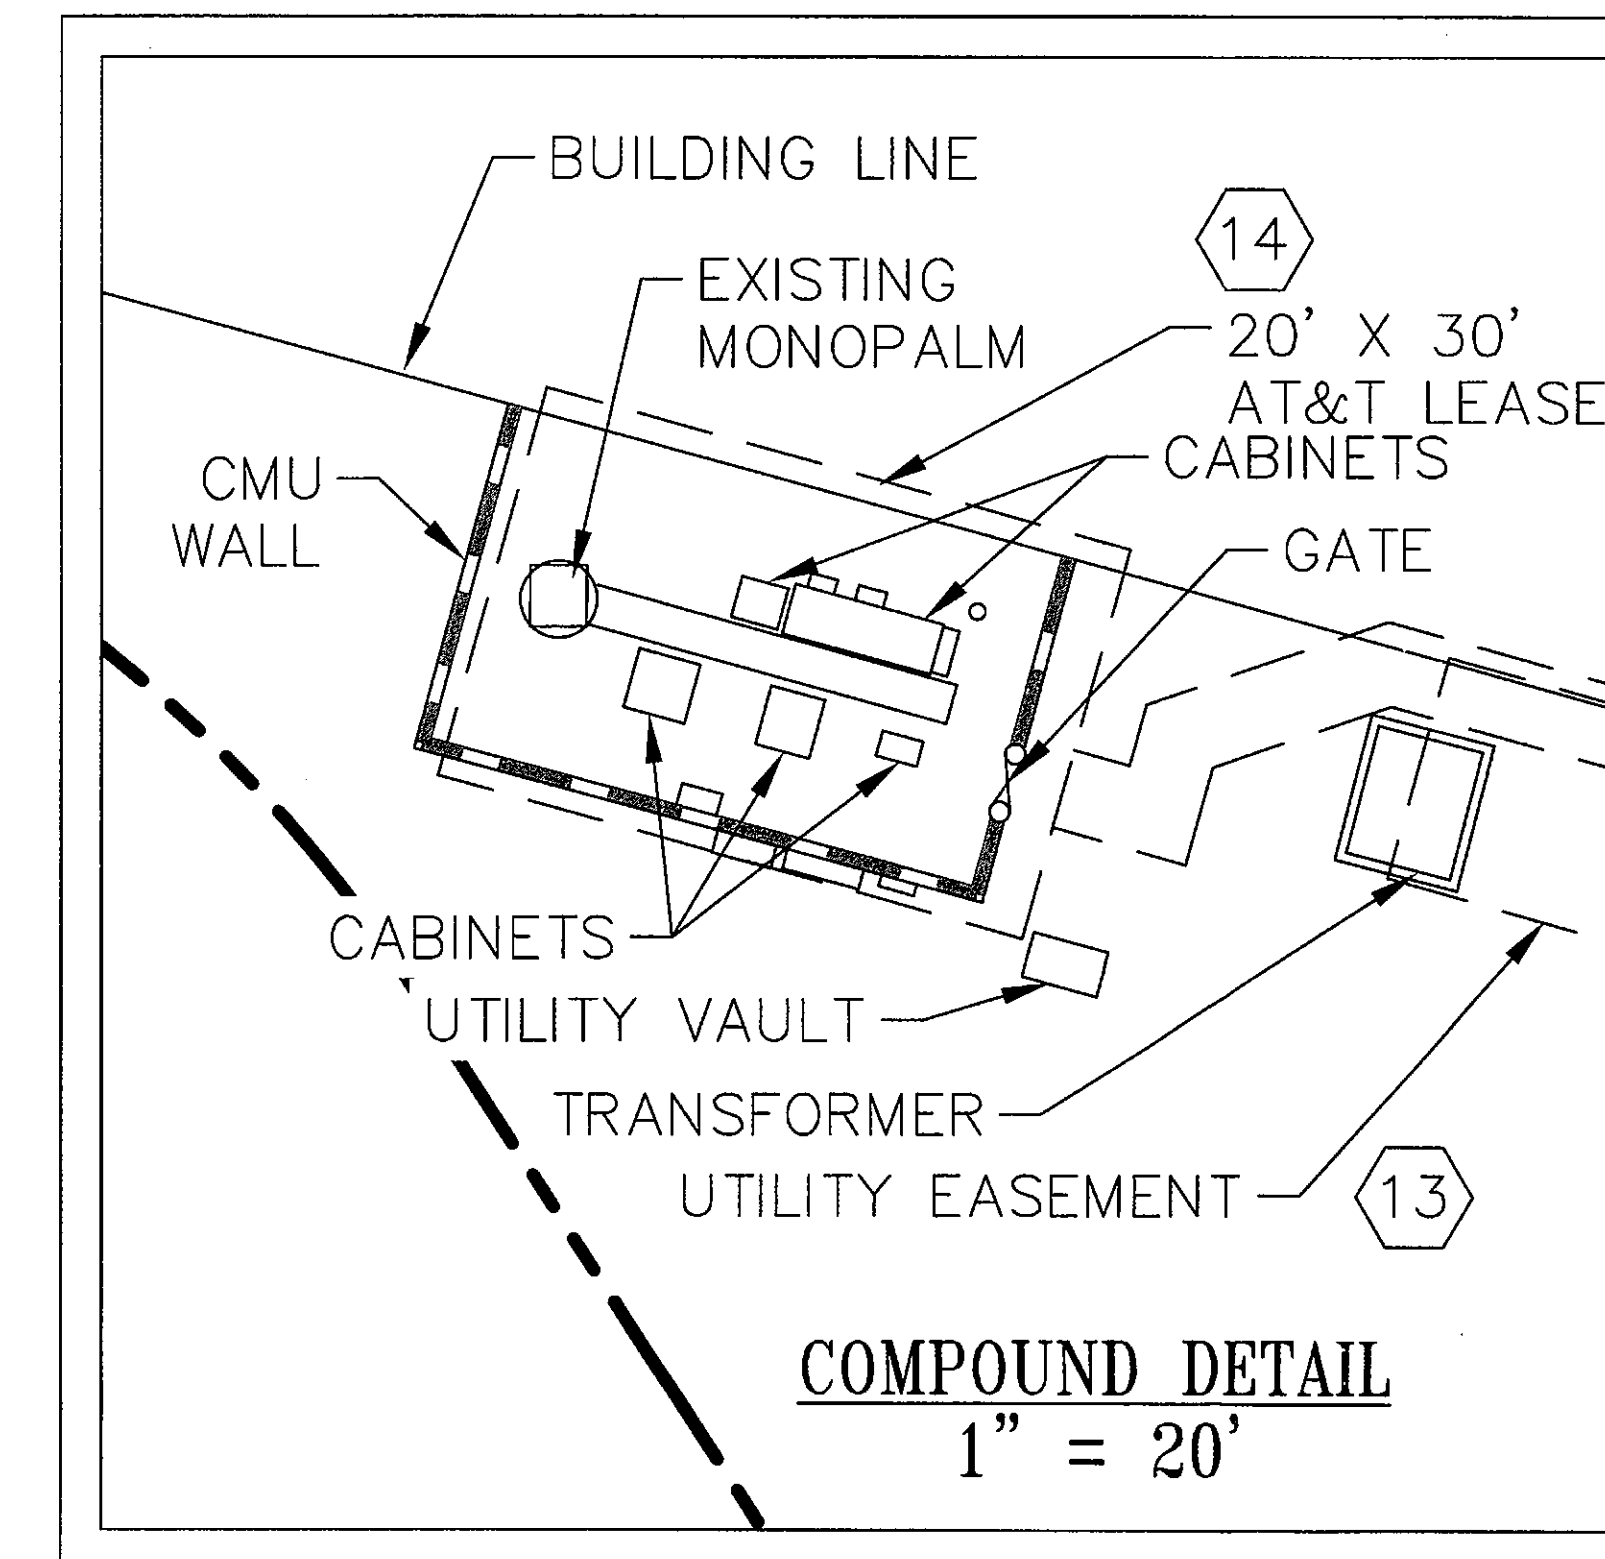 BUILDING LINE
14
EXISTING
MONOPALM
20' X 30'
AT&T LEASE
CABINETS
CMU
WALL
GATE
CABINETS
UTILITY VAULT
TRANSFORMER
UTILITY EASEMENT
13
COMPOUND DETAIL
1" = 20'